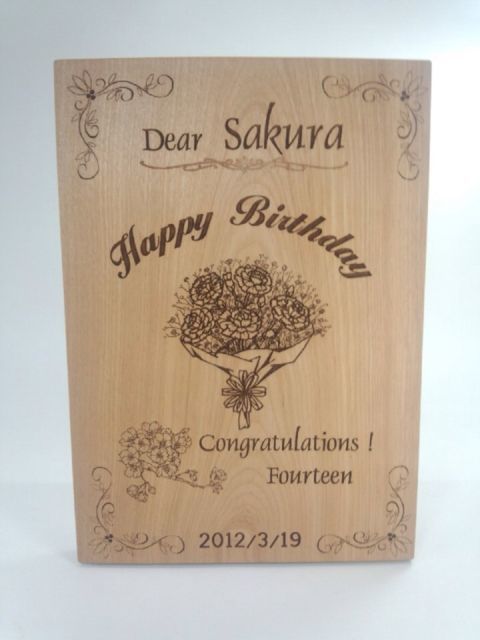 Dear Sakura
Happy Birthday
Congratulations !
Fourteen
2012/3/19